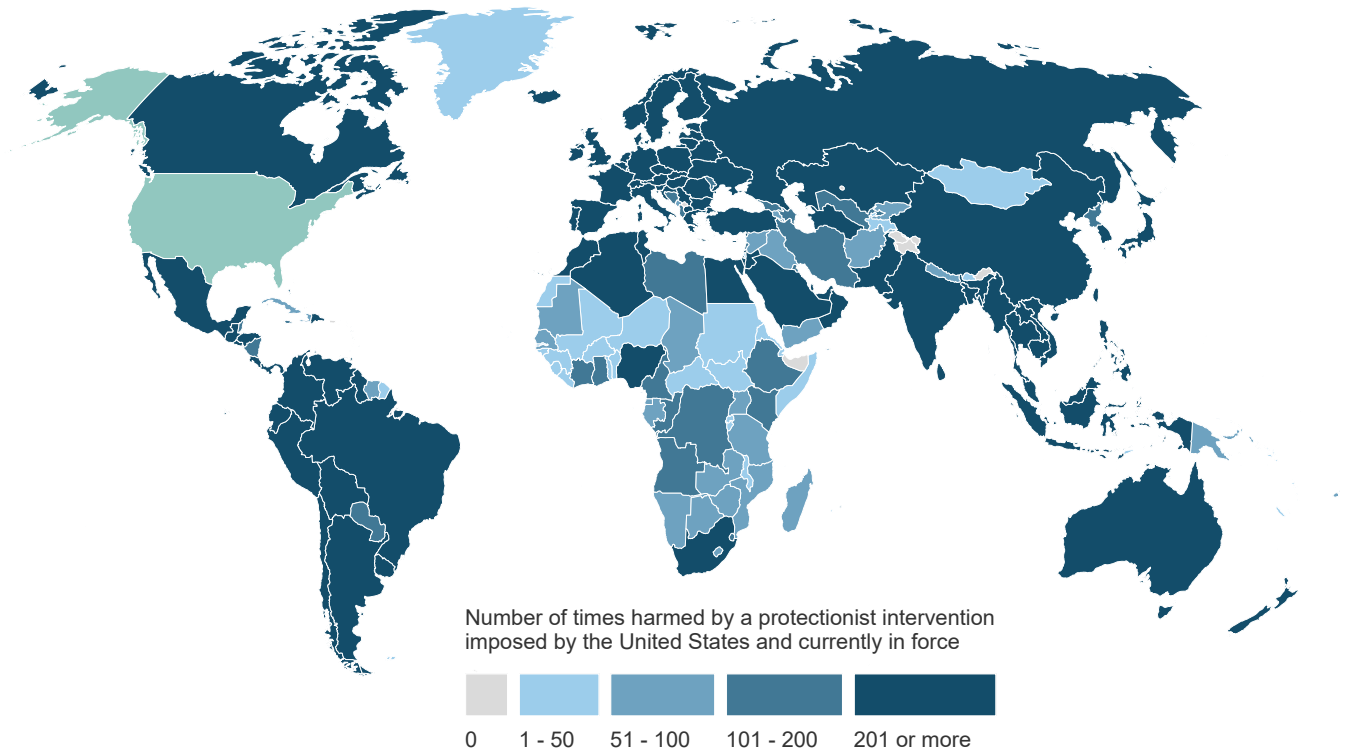 Number of times harmed by a protectionist intervention
imposed by the United States and currently in force
0 1 - 50 51 - 100 101 - 200 201 or more